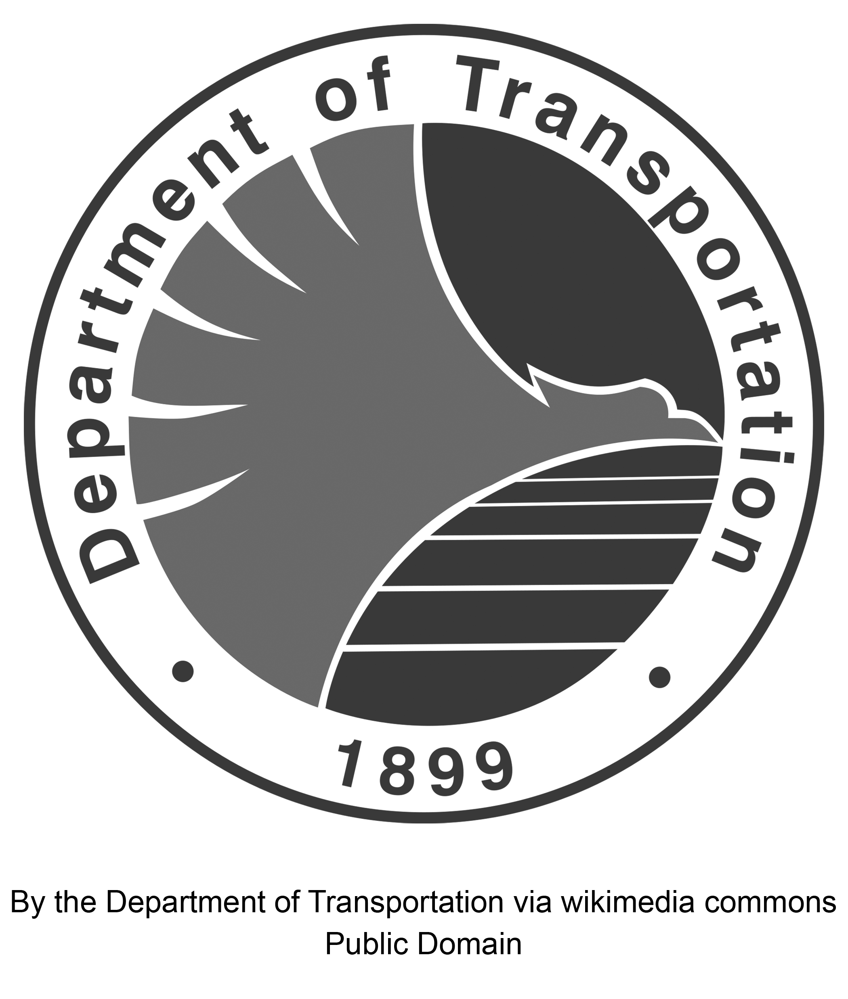 Department of Transportation
1899
By the Department of Transportation via wikimedia commons
Public Domain